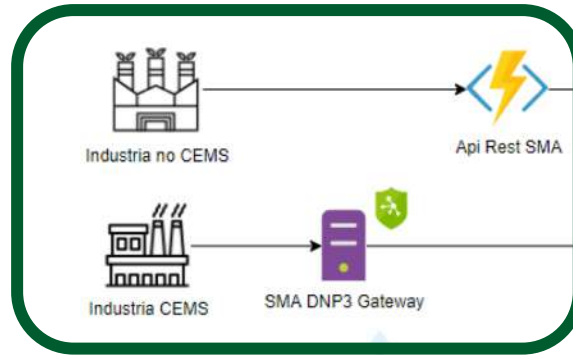 Industria no CEMS
Api Rest SMA
Industria CEMS
SMA DNP3 Gateway